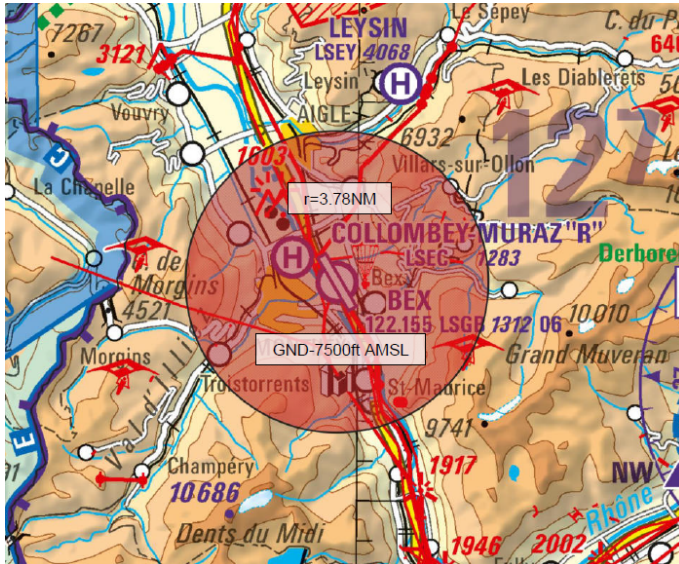 LEYSIN
LSEY 4068
Le Sépey
C. du
7267
3121
Leysin
H
Les Diablerets
Vouvry
AIGLE
6932
127
1603
Villars-sur-Ollon
C
La Chapelle
r=3.78NM
COLLOMBEY-MURAZ "R"
LSEC 1283
H
Derbore
Bex
de
Morgins
4521
BEX
122.155 LSGB 1312 06
10010
Grand Muveran
GND-7500ft AMSL
Morgins
Val d'Illi
Troistorrents
St-Maurice
9741
E
Champéry
1917
NW
10686
Rhône
Dents du Midi
1946
2002